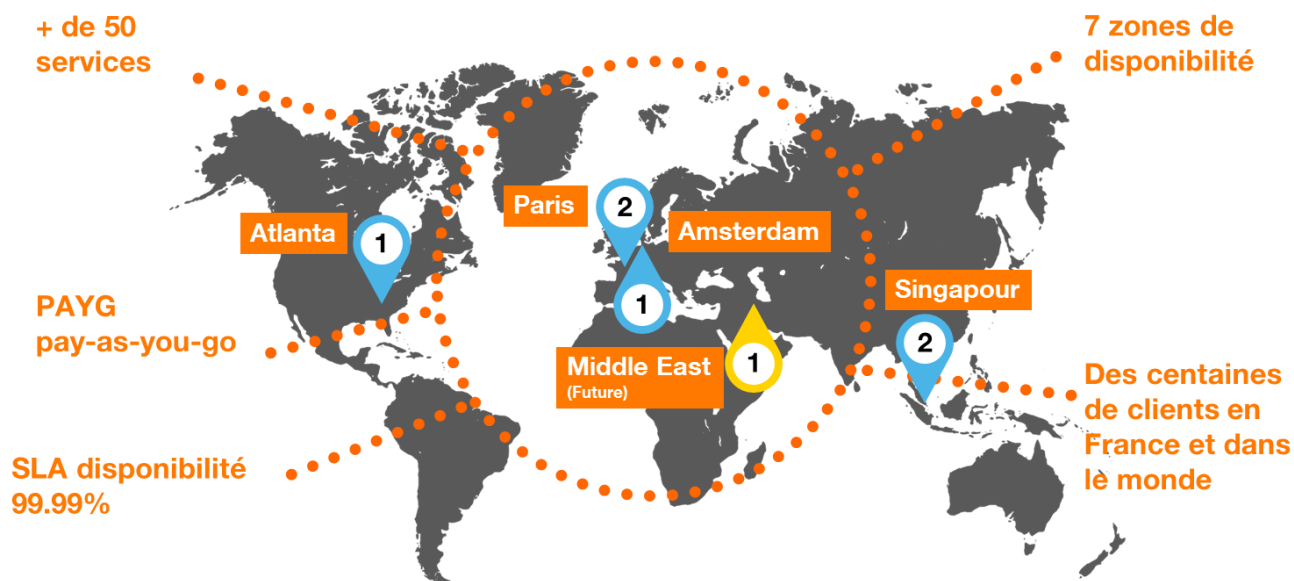 + de 50
services
7 zones de
disponibilité
Paris
2
Amsterdam
Atlanta
1
Singapour
2
PAYG
pay-as-you-go
1
Middle East
(Future)
1
Des centaines
de clients en
France et dans
le monde
SLA disponibilité
99.99%